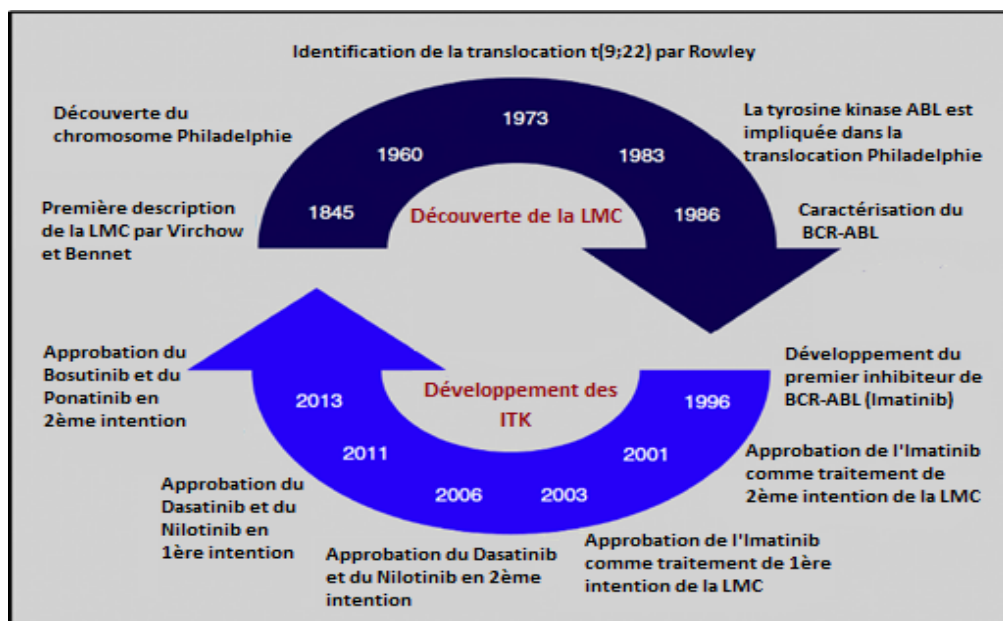 Identification de la translocation t(9;22) par Rowley
Découverte du
chromosome Philadelphie
1973
1960
1983
La tyrosine kinase ABL est
impliquée dans la
translocation Philadelphie
Première description
de la LMC par Virchow
et Bennet
1845
Découverte de la LMC
1986
Caractérisation du
BCR-ABL
Développement du
premier inhibiteur de
BCR-ABL (Imatinib)
1996
Développement des
ITK
Approbation de l'Imatinib
comme traitement de
2ème intention de la LMC
2001
2003
Approbation de l'Imatinib
comme traitement de 1ère
intention de la LMC
2006
Approbation du Dasatinib
et du Nilotinib en 2ème
intention
2011
Approbation du
Dasatinib et du
Nilotinib en
1ère intention
2013
Approbation du
Bosutinib et du
Ponatinib en
2ème intention